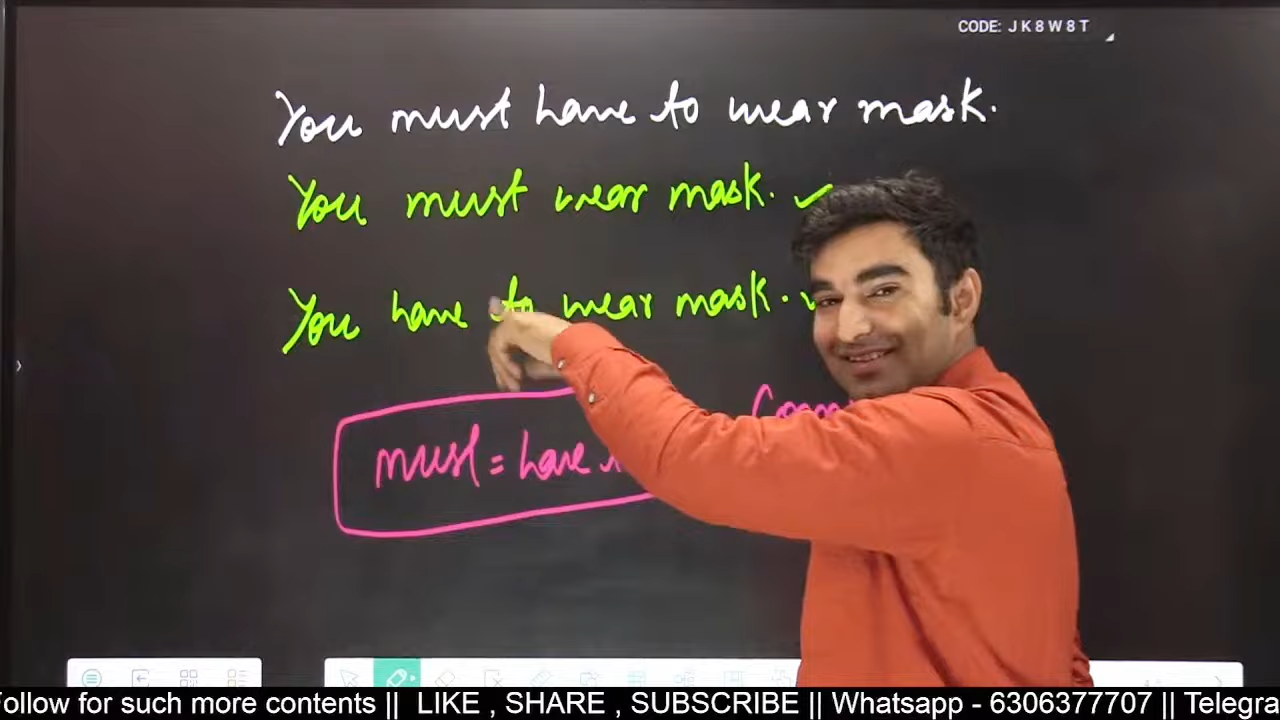 CODE: JK8W8T
You must have to wear mask.
You must wear mask. ✓
You have to wear mask.
must = have
Follow for such more contents || LIKE , SHARE , SUBSCRIBE || Whatsapp - 6306377707 || Telegra